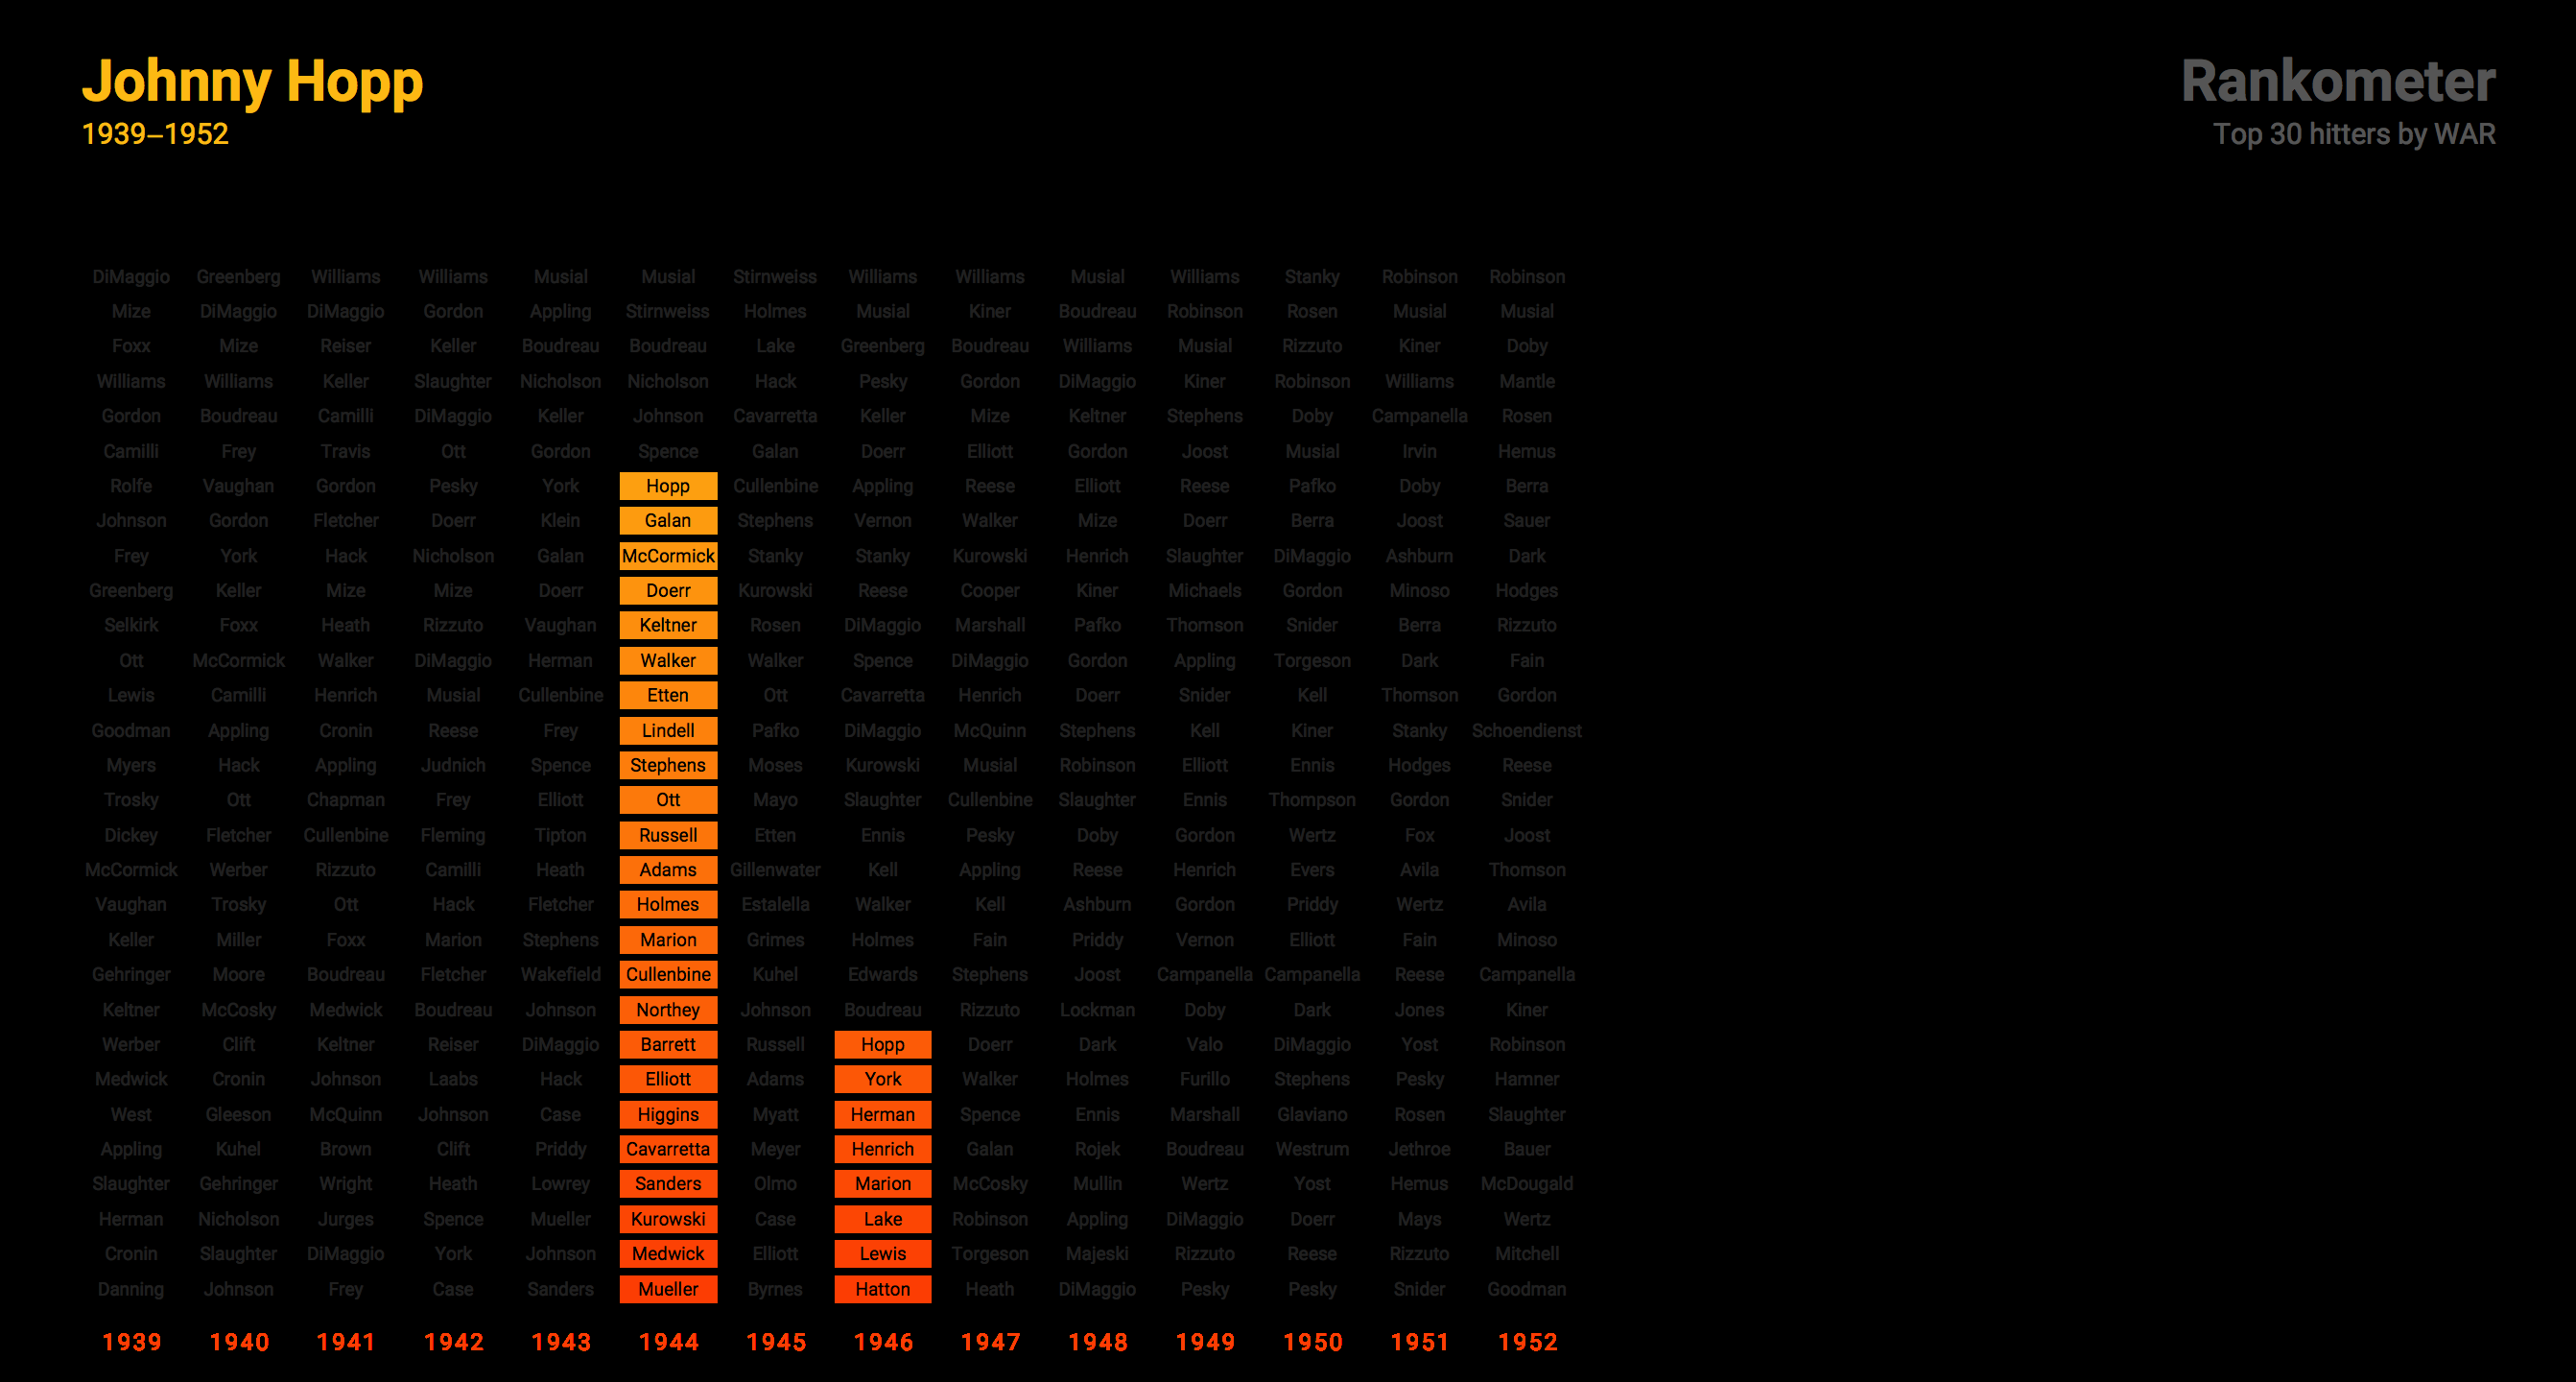 Johnny Hopp
1939–1952
Rankometer
Top 30 hitters by WAR
DiMaggio Greenberg Williams Williams Musial Musial Stirnweiss Williams Williams Musial Williams Stanky Robinson Robinson
Mize DiMaggio DiMaggio Gordon Appling Stirnweiss Holmes Musial Kiner Boudreau Robinson Rosen Musial Musial
Foxx Mize Reiser Keller Boudreau Boudreau Lake Greenberg Boudreau Williams Musial Rizzuto Kiner Doby
Williams Williams Keller Slaughter Nicholson Nicholson Hack Pesky Gordon DiMaggio Kiner Robinson Williams Mantle
Gordon Boudreau Camilli DiMaggio Keller Johnson Cavarretta Keller Mize Keltner Stephens Doby Campanella Rosen
Camilli Frey Travis Ott Gordon Spence Galan Doerr Elliott Gordon Joost Musial Irvin Hemus
Rolfe Vaughan Gordon Pesky York Hopp Cullenbine Appling Reese Elliott Reese Pafko Doby Berra
Johnson Gordon Fletcher Doerr Klein Galan Stephens Vernon Walker Mize Doerr Berra Joost Sauer
Frey York Hack Nicholson Galan McCormick Stanky Stanky Kurowski Henrich Slaughter DiMaggio Ashburn Dark
Greenberg Keller Mize Mize Doerr Doerr Kurowski Reese Cooper Kiner Michaels Gordon Minoso Hodges
Selkirk Foxx Heath Rizzuto Vaughan Keltner Rosen DiMaggio Marshall Pafko Thomson Snider Berra Rizzuto
Ott McCormick Walker DiMaggio Herman Walker Walker Spence DiMaggio Gordon Appling Torgeson Dark Fain
Lewis Camilli Henrich Musial Cullenbine Etten Ott Cavarretta Henrich Doerr Snider Kell Thomson Gordon
Goodman Appling Cronin Reese Frey Lindell Pafko DiMaggio McQuinn Stephens Kell Kiner Stanky Schoendienst
Myers Hack Appling Judnich Spence Stephens Moses Kurowski Musial Robinson Elliott Ennis Hodges Reese
Trosky Ott Chapman Frey Elliott Ott Mayo Slaughter Cullenbine Slaughter Ennis Thompson Gordon Snider
Dickey Fletcher Cullenbine Fleming Tipton Russell Etten Ennis Pesky Doby Gordon Wertz Fox Joost
McCormick Werber Rizzuto Camilli Heath Adams Gillenwater Kell Appling Reese Henrich Evers Avila Thomson
Vaughan Trosky Ott Hack Fletcher Holmes Estalella Walker Kell Ashburn Gordon Priddy Wertz Avila
Keller Miller Foxx Marion Stephens Marion Grimes Holmes Fain Priddy Vernon Elliott Fain Minoso
Gehringer Moore Boudreau Fletcher Wakefield Cullenbine Kuhel Edwards Stephens Joost Campanella Campanella Reese Campanella
Keltner McCosky Medwick Boudreau Johnson Northey Johnson Boudreau Rizzuto Lockman Doby Dark Jones Kiner
Werber Clift Keltner Reiser DiMaggio Barrett Russell Hopp Doerr Dark Valo DiMaggio Yost Robinson
Medwick Cronin Johnson Laabs Hack Elliott Adams York Walker Holmes Furillo Stephens Pesky Hamner
West Gleeson McQuinn Johnson Case Higgins Myatt Herman Spence Ennis Marshall Glaviano Rosen Slaughter
Appling Kuhel Brown Clift Priddy Cavarretta Meyer Henrich Galan Rojek Boudreau Westrum Jethroe Bauer
Slaughter Gehringer Wright Heath Lowrey Sanders Olmo Marion McCosky Mullin Wertz Yost Hemus McDougald
Herman Nicholson Jurges Spence Mueller Kurowski Case Lake Robinson Appling DiMaggio Doerr Mays Wertz
Cronin Slaughter DiMaggio York Johnson Medwick Elliott Lewis Torgeson Majeski Rizzuto Reese Rizzuto Mitchell
Danning Johnson Frey Case Sanders Mueller Byrnes Hatton Heath DiMaggio Pesky Pesky Snider Goodman
1939 1940 1941 1942 1943 1944 1945 1946 1947 1948 1949 1950 1951 1952